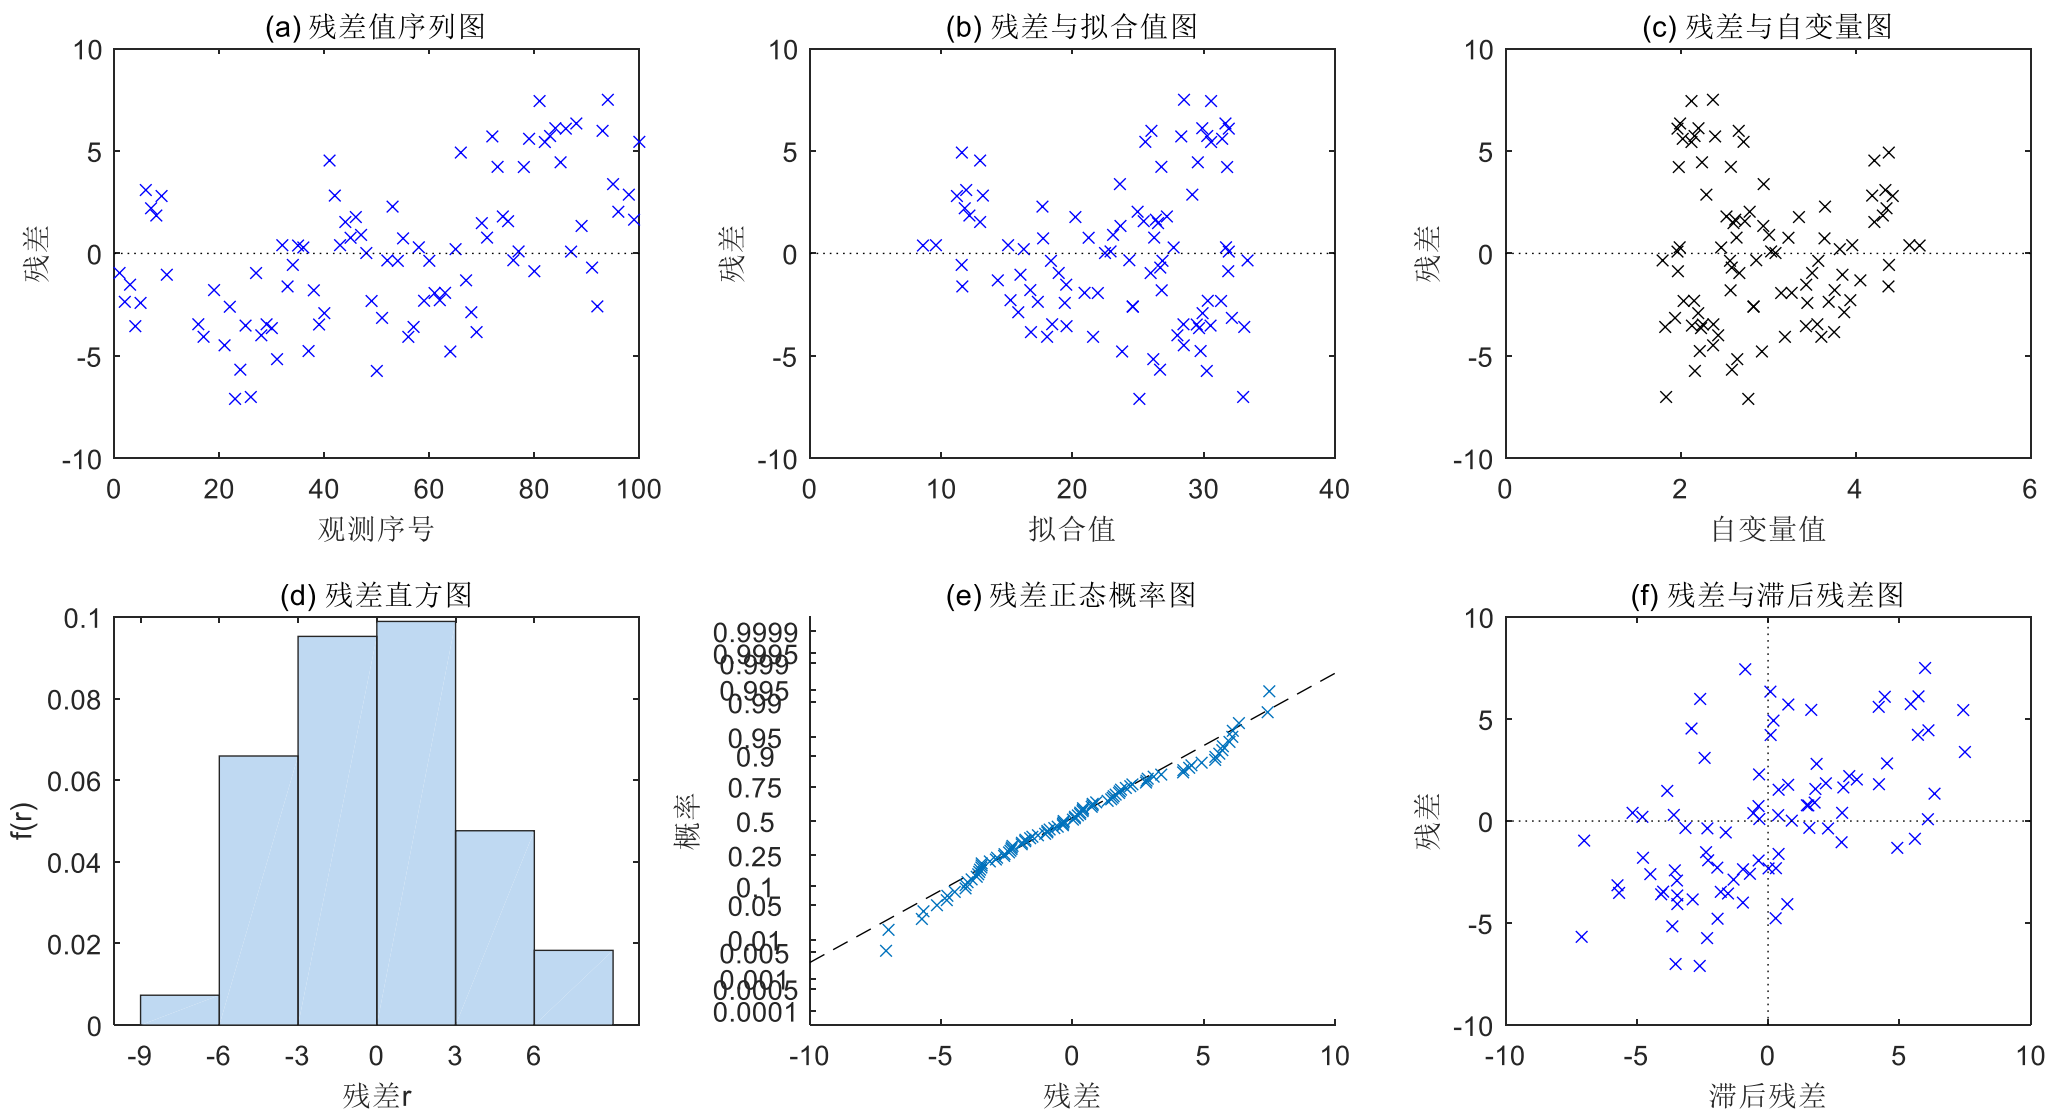 (a) 残差值序列图
10
5
0
-5
-10
0 20 40 60 80 100
残差
观测序号
(b) 残差与拟合值图
10
5
0
-5
-10
0 10 20 30 40
残差
拟合值
(c) 残差与自变量图
10
5
0
-5
-10
0 2 4 6
残差
自变量值
(d) 残差直方图
0.1
0.08
0.06
0.04
0.02
0
-9 -6 -3 0 3 6
f(r)
残差r
(e) 残差正态概率图
0.9999
0.9995
0.999
0.995
0.99
0.95
0.9
0.75
0.5
0.25
0.1
0.05
0.01
0.005
0.001
0.0005
0.0001
-10 -5 0 5 10
概率
残差
(f) 残差与滞后残差图
10
5
0
-5
-10
-10 -5 0 5 10
残差
滞后残差